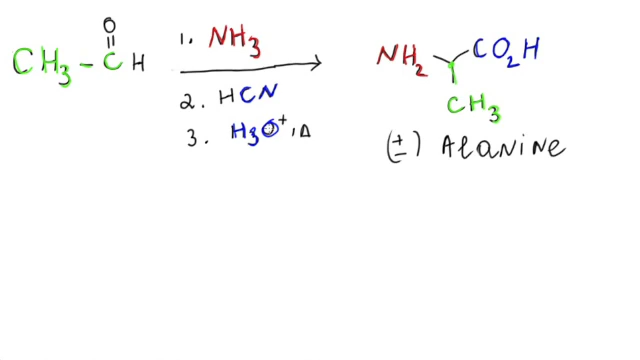 O
||
CH₃ – C H
1. NH₃
2. HCN
3. H₃O⁺, Δ
NH₂ CO₂H
CH₃
(±) Alanine